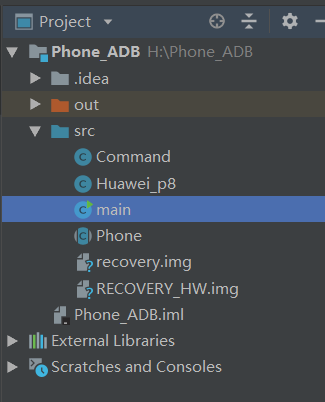 Project
Phone_ADB H:\Phone_ADB
.idea
out
src
Command
Huawei_p8
main
Phone
recovery.img
RECOVERY_HW.img
Phone_ADB.iml
External Libraries
Scratches and Consoles